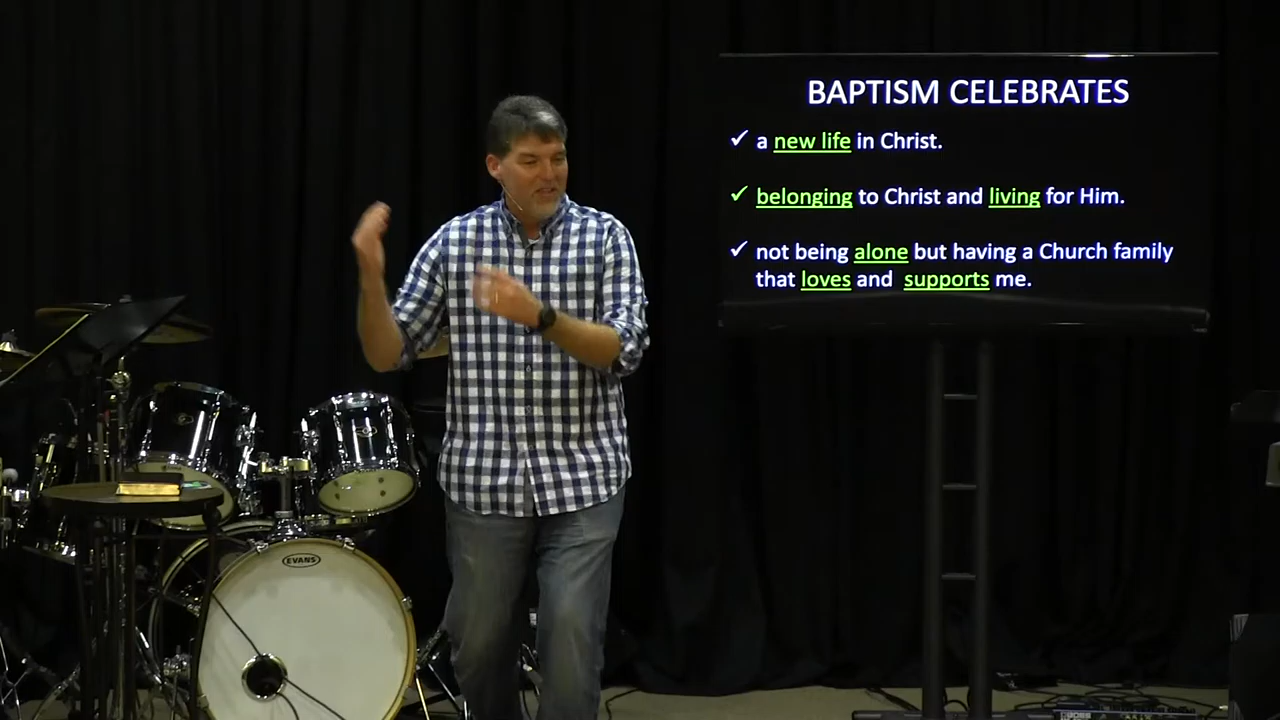 BAPTISM CELEBRATES
✓ a new life in Christ.
✓ belonging to Christ and living for Him.
✓ not being alone but having a Church family
that loves and supports me.
EVANS
BOSS